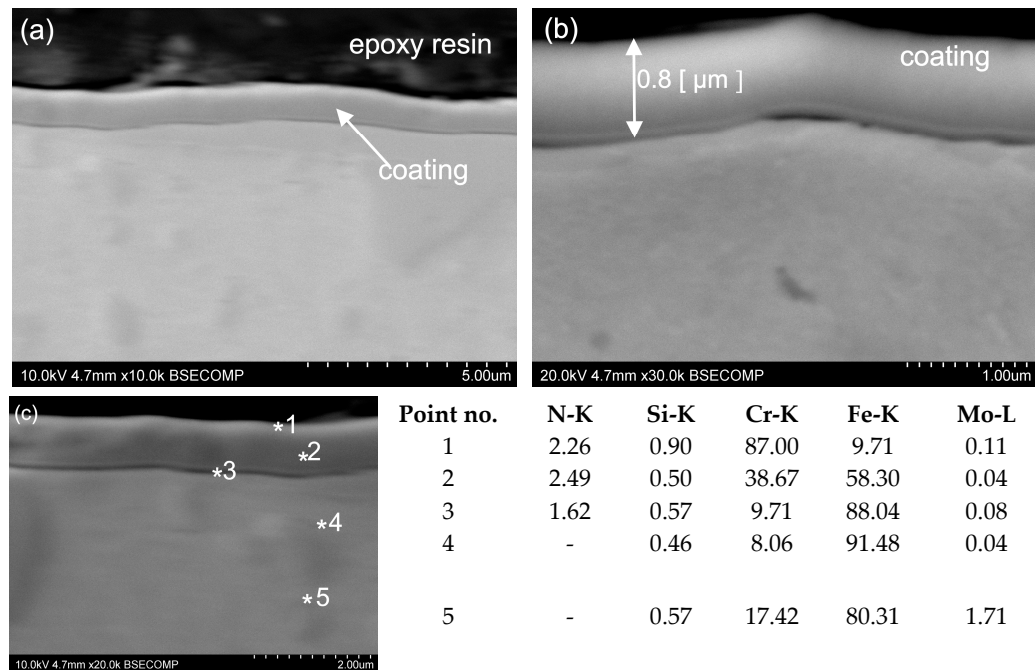 (a)
epoxy resin
coating
10.0kV 4.7mm x10.0k BSECOMP 5.00um
(b)
coating
0.8 [ μm ]
20.0kV 4.7mm x30.0k BSECOMP 1.00um
(c)
*1
*2
*3
*4
*5
10.0kV 4.7mm x20.0k BSECOMP 2.00um
Point no. N-K Si-K Cr-K Fe-K Mo-L
1 2.26 0.90 87.00 9.71 0.11
2 2.49 0.50 38.67 58.30 0.04
3 1.62 0.57 9.71 88.04 0.08
4 - 0.46 8.06 91.48 0.04
5 - 0.57 17.42 80.31 1.71